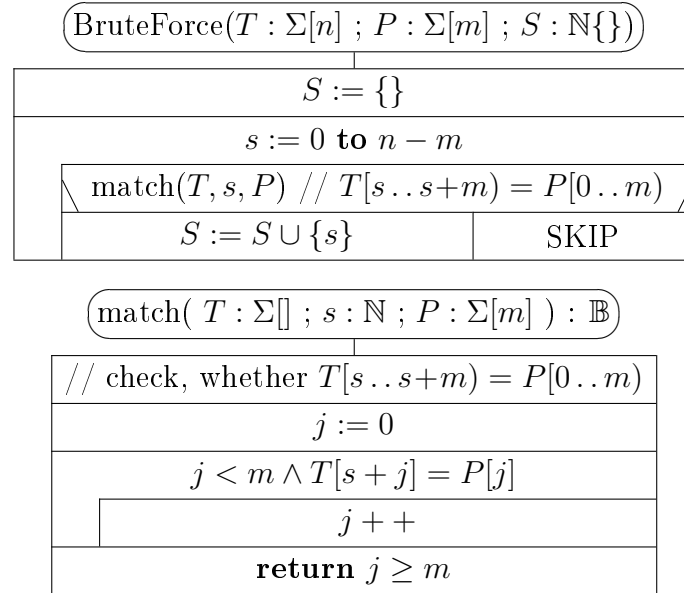 BruteForce(T : Σ[n] ; P : Σ[m] ; S : ℕ{})
S := {}
s := 0 to n − m
match(T, s, P) // T[s . . s+m) = P[0 . . m)
S := S ∪ {s} SKIP
match( T : Σ[] ; s : ℕ ; P : Σ[m] ) : 𝔹
// check, whether T[s . . s+m) = P[0 . . m)
j := 0
j < m ∧ T[s + j] = P[j]
j + +
return j ≥ m